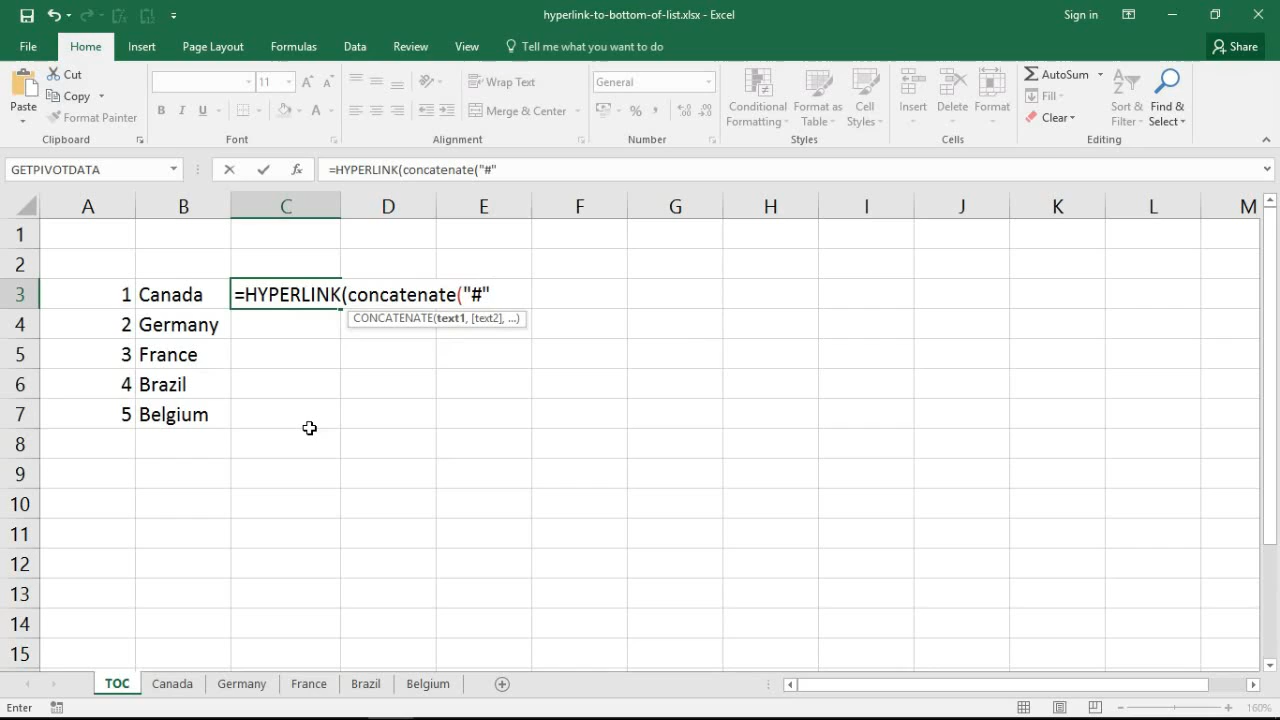 hyperlink-to-bottom-of-list.xlsx - Excel
Sign in
File Home Insert Page Layout Formulas Data Review View Tell me what you want to do Share
Paste
Cut
Copy
Format Painter
Clipboard
11
B I U A
Font
Wrap Text
Merge & Center
Alignment
General
% ,
Number
Conditional Formatting
Format as Table
Cell Styles
Styles
Insert
Delete
Format
Cells
AutoSum
Fill
Clear
Sort & Filter
Find & Select
Editing
GETPIVOTDATA fx =HYPERLINK(concatenate("#"
A B C D E F G H I J K L M
1
2
3 1 Canada =HYPERLINK(concatenate("#"
CONCATENATE(text1, [text2], ...)
4 2 Germany
5 3 France
6 4 Brazil
7 5 Belgium
8
9
10
11
12
13
14
15
TOC Canada Germany France Brazil Belgium
Enter 160%